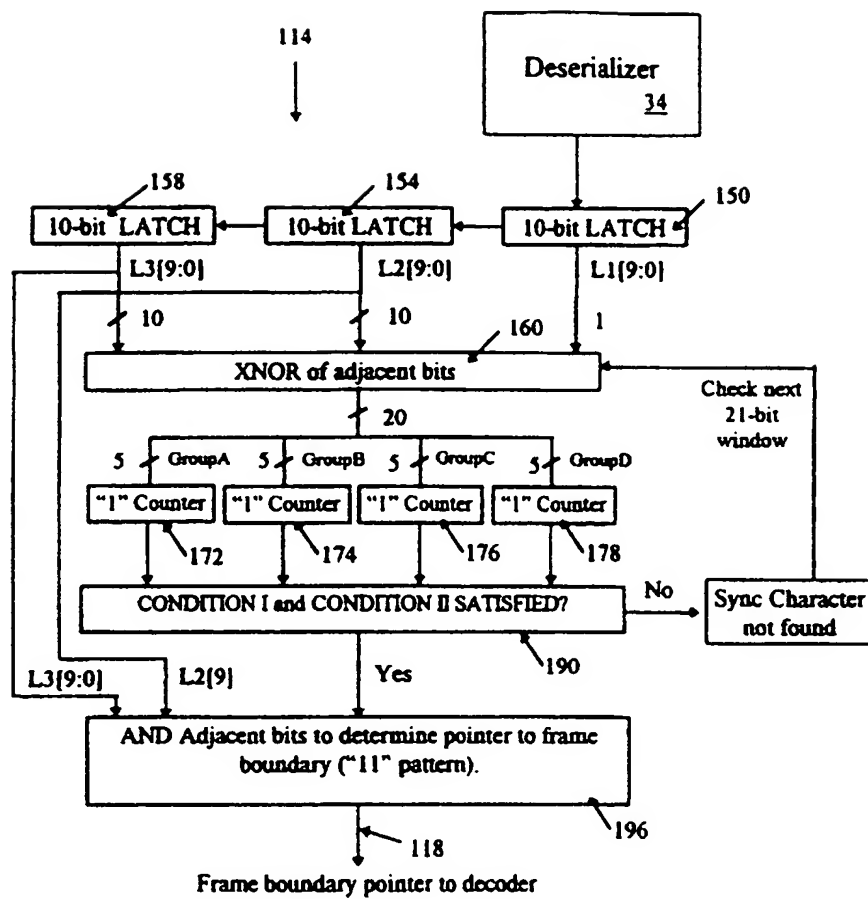 114
Deserializer
34
158
154
150
10-bit LATCH
10-bit LATCH
10-bit LATCH
L3[9:0]
L2[9:0]
L1[9:0]
10
10
1
160
XNOR of adjacent bits
Check next
21-bit
window
20
5
GroupA
5
GroupB
5
GroupC
5
GroupD
"1" Counter
"1" Counter
"1" Counter
"1" Counter
172
174
176
178
CONDITION I and CONDITION II SATISFIED?
No
Sync Character
not found
190
L3[9:0]
L2[9]
Yes
AND Adjacent bits to determine pointer to frame
boundary ("11" pattern).
196
118
Frame boundary pointer to decoder